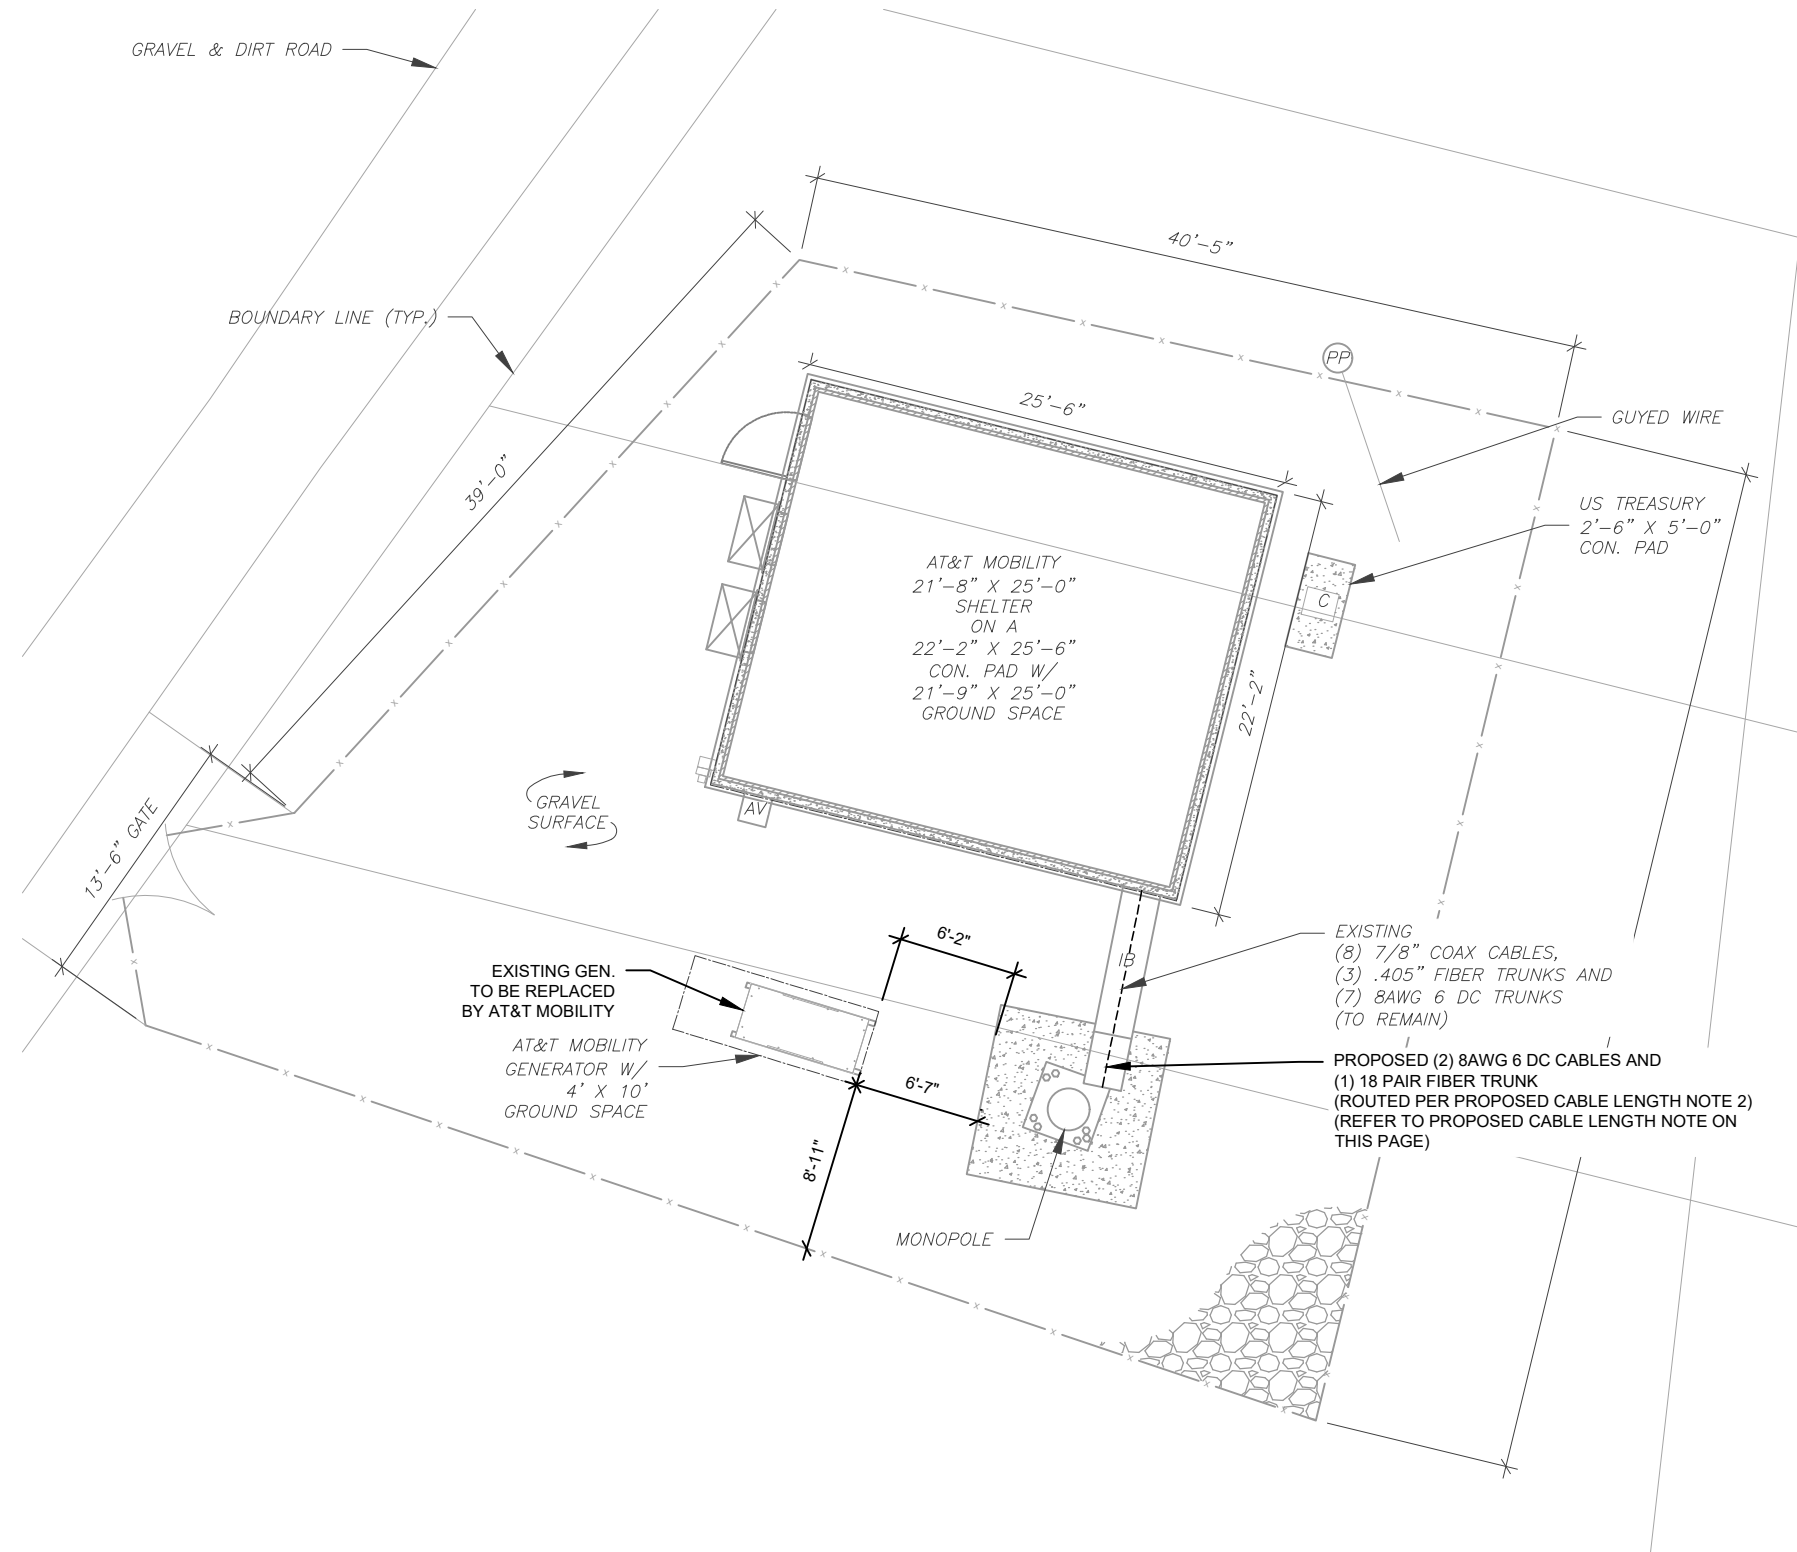 GRAVEL & DIRT ROAD
40'-5"
BOUNDARY LINE (TYP.)
PP
25'-6"
GUYED WIRE
39'-0"
US TREASURY
2'-6" X 5'-0"
CON. PAD
C
AT&T MOBILITY
21'-8" X 25'-0"
SHELTER
ON A
22'-2" X 25'-6"
CON. PAD W/
21'-9" X 25'-0"
GROUND SPACE
22'-2"
13'-6" GATE
GRAVEL
SURFACE
AV
6'-2"
IB
EXISTING
(8) 7/8" COAX CABLES,
(3) .405" FIBER TRUNKS AND
(7) 8AWG 6 DC TRUNKS
(TO REMAIN)
EXISTING GEN.
TO BE REPLACED
BY AT&T MOBILITY
AT&T MOBILITY
GENERATOR W/
4' X 10'
GROUND SPACE
6'-7"
PROPOSED (2) 8AWG 6 DC CABLES AND
(1) 18 PAIR FIBER TRUNK
(ROUTED PER PROPOSED CABLE LENGTH NOTE 2)
(REFER TO PROPOSED CABLE LENGTH NOTE ON
THIS PAGE)
8'-11"
MONOPOLE